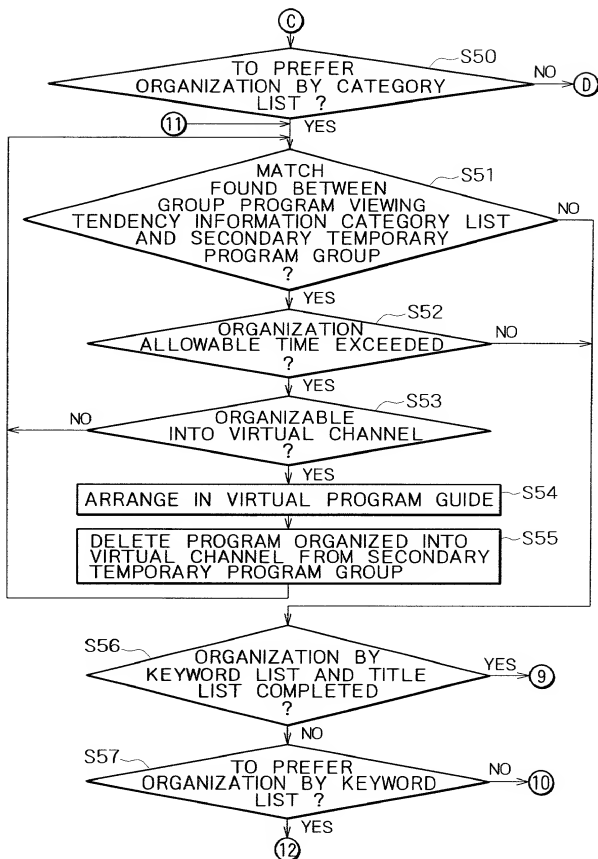 C
S50
TO PREFER
ORGANIZATION BY CATEGORY
LIST ?
NO
D
11
YES
S51
MATCH
FOUND BETWEEN
GROUP PROGRAM VIEWING
TENDENCY INFORMATION CATEGORY LIST
AND SECONDARY TEMPORARY
PROGRAM GROUP
?
NO
YES
S52
ORGANIZATION
ALLOWABLE TIME EXCEEDED
?
NO
YES
S53
ORGANIZABLE
INTO VIRTUAL CHANNEL
?
NO
YES
ARRANGE IN VIRTUAL PROGRAM GUIDE
S54
DELETE PROGRAM ORGANIZED INTO
VIRTUAL CHANNEL FROM SECONDARY
TEMPORARY PROGRAM GROUP
S55
S56
ORGANIZATION BY
KEYWORD LIST AND TITLE
LIST COMPLETED
?
YES
9
NO
S57
TO PREFER
ORGANIZATION BY KEYWORD
LIST ?
NO
10
YES
12